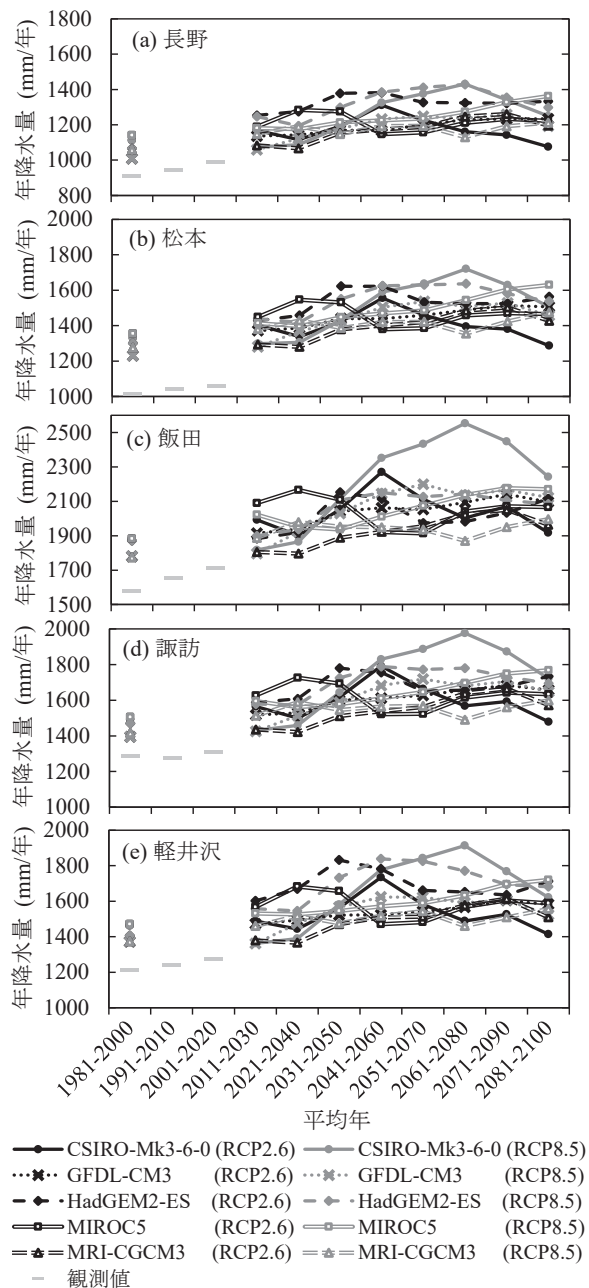 1800
(a) 長野
1600
1400
1200
1000
800
年降水量 (mm/年)
2000
(b) 松本
1800
1600
1400
1200
1000
年降水量 (mm/年)
2500
(c) 飯田
2300
2100
1900
1700
1500
年降水量 (mm/年)
2000
(d) 諏訪
1800
1600
1400
1200
1000
年降水量 (mm/年)
2000
(e) 軽井沢
1800
1600
1400
1200
1000
年降水量 (mm/年)
1981-2000
1991-2010
2001-2020
2011-2030
2021-2040
2031-2050
2041-2060
2051-2070
2061-2080
2071-2090
2081-2100
平均年
CSIRO-Mk3-6-0 (RCP2.6) CSIRO-Mk3-6-0 (RCP8.5)
GFDL-CM3 (RCP2.6) GFDL-CM3 (RCP8.5)
HadGEM2-ES (RCP2.6) HadGEM2-ES (RCP8.5)
MIROC5 (RCP2.6) MIROC5 (RCP8.5)
MRI-CGCM3 (RCP2.6) MRI-CGCM3 (RCP8.5)
観測値